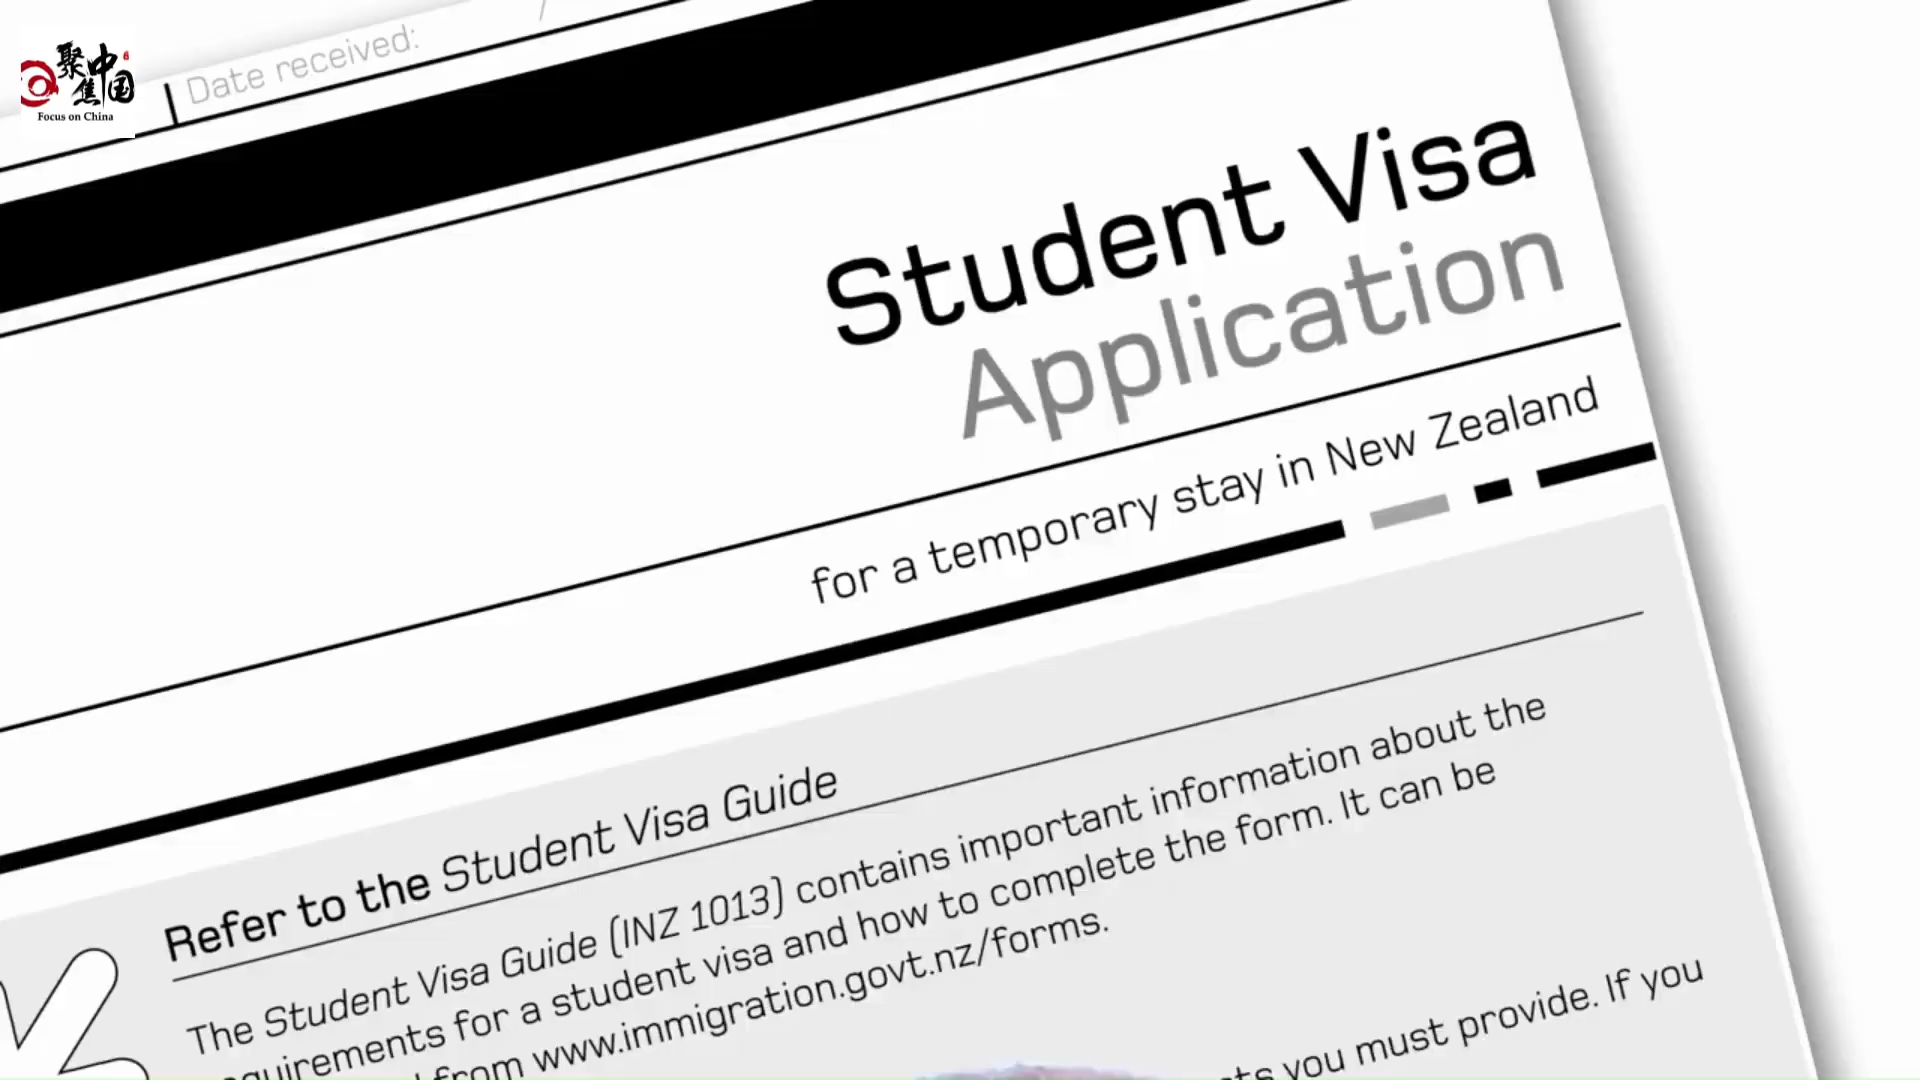 聚焦中国
Focus on China
Date received:
Student Visa
Application
for a temporary stay in New Zealand
Refer to the Student Visa Guide
The Student Visa Guide (INZ 1013) contains important information about the
quirements for a student visa and how to complete the form. It can be
from www.immigration.govt.nz/forms.
you must provide. If you